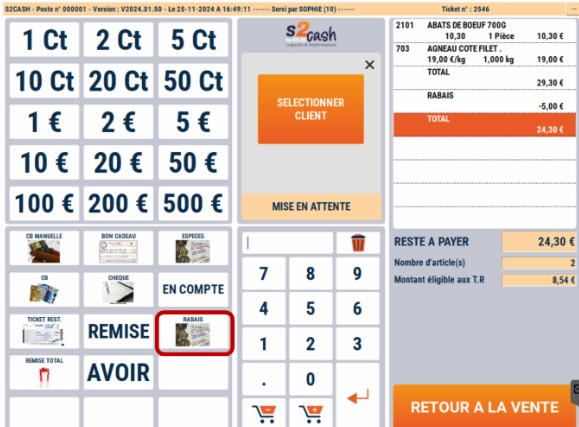 S2CASH - Poste n° 000001 - Version : V2024.01.50 - Le 25-11-2024 A 16:49:11 ------ Servi par SOPHIE (10) ------ Ticket n° : 2546
1 Ct 2 Ct 5 Ct
10 Ct 20 Ct 50 Ct
1 € 2 € 5 €
10 € 20 € 50 €
100 € 200 € 500 €
CB MANUELLE BON CADEAU ESPECES
CB CHEQUE EN COMPTE
TICKET REST. REMISE RABAIS
REMISE TOTAL AVOIR
S2cash
SELECTIONNER
CLIENT
MISE EN ATTENTE
7 8 9
4 5 6
1 2 3
. 0
2101 ABATS DE BOEUF 700G
10,30 1 Pièce 10,30 €
703 AGNEAU COTE FILET .
19,00 €/kg 1,000 kg 19,00 €
TOTAL
29,30 €
RABAIS
-5,00 €
TOTAL
24,30 €
RESTE A PAYER 24,30 €
Nombre d'article(s) 2
Montant éligible aux T.R 8,54 €
RETOUR A LA VENTE